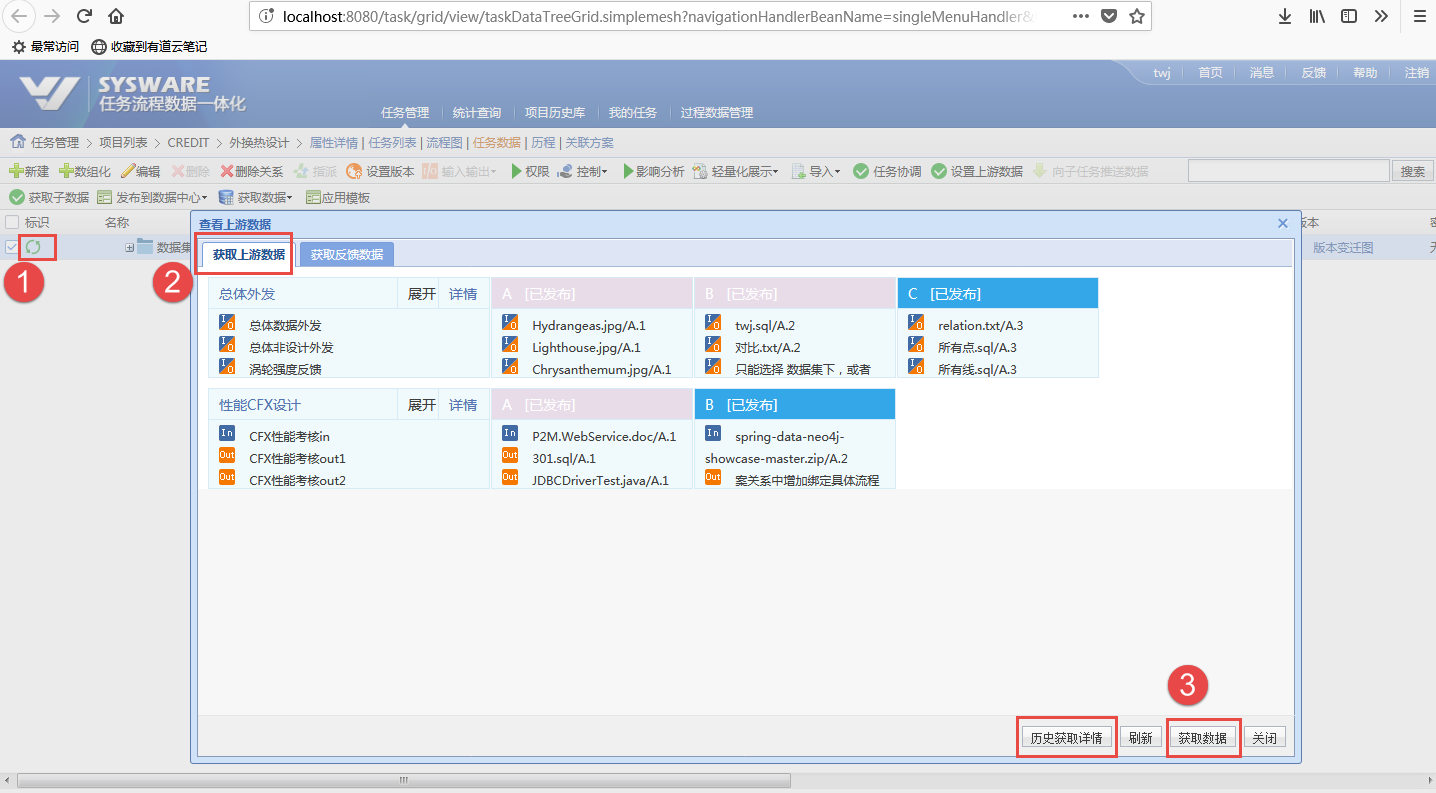 localhost:8080/task/grid/view/taskDataTreeGrid.simplemesh?navigationHandlerBeanName=singleMenuHandler&
最常访问 收藏到有道云笔记
SYSWARE
任务流程数据一体化
twj 首页 消息 反馈 帮助 注销
任务管理 统计查询 项目历史库 我的任务 过程数据管理
任务管理 > 项目列表 > CREDIT > 外换热设计 > 属性详情 | 任务列表 | 流程图 | 任务数据 | 历程 | 关联方案
新建 数组化 编辑 删除 删除关系 指派 设置版本 输入输出 权限 控制 影响分析 轻量化展示 导入 任务协调 设置上游数据 向子任务推送数据 搜索
获取子数据 发布到数据中心 获取数据 应用模板
标识 名称 版本
数据集 版本变迁图
查看上游数据
获取上游数据 获取反馈数据
1 2
总体外发 展开 详情 A [已发布] B [已发布] C [已发布]
总体数据外发 Hydrangeas.jpg/A.1 twj.sql/A.2 relation.txt/A.3
总体非设计外发 Lighthouse.jpg/A.1 对比.txt/A.2 所有点.sql/A.3
涡轮强度反馈 Chrysanthemum.jpg/A.1 只能选择 数据集下，或者 所有线.sql/A.3
性能CFX设计 展开 详情 A [已发布] B [已发布]
In CFX性能考核in In P2M.WebService.doc/A.1 In spring-data-neo4j-
Out CFX性能考核out1 Out 301.sql/A.1 showcase-master.zip/A.2
Out CFX性能考核out2 Out JDBCDriverTest.java/A.1 Out 案关系中增加绑定具体流程
3
历史获取详情 刷新 获取数据 关闭